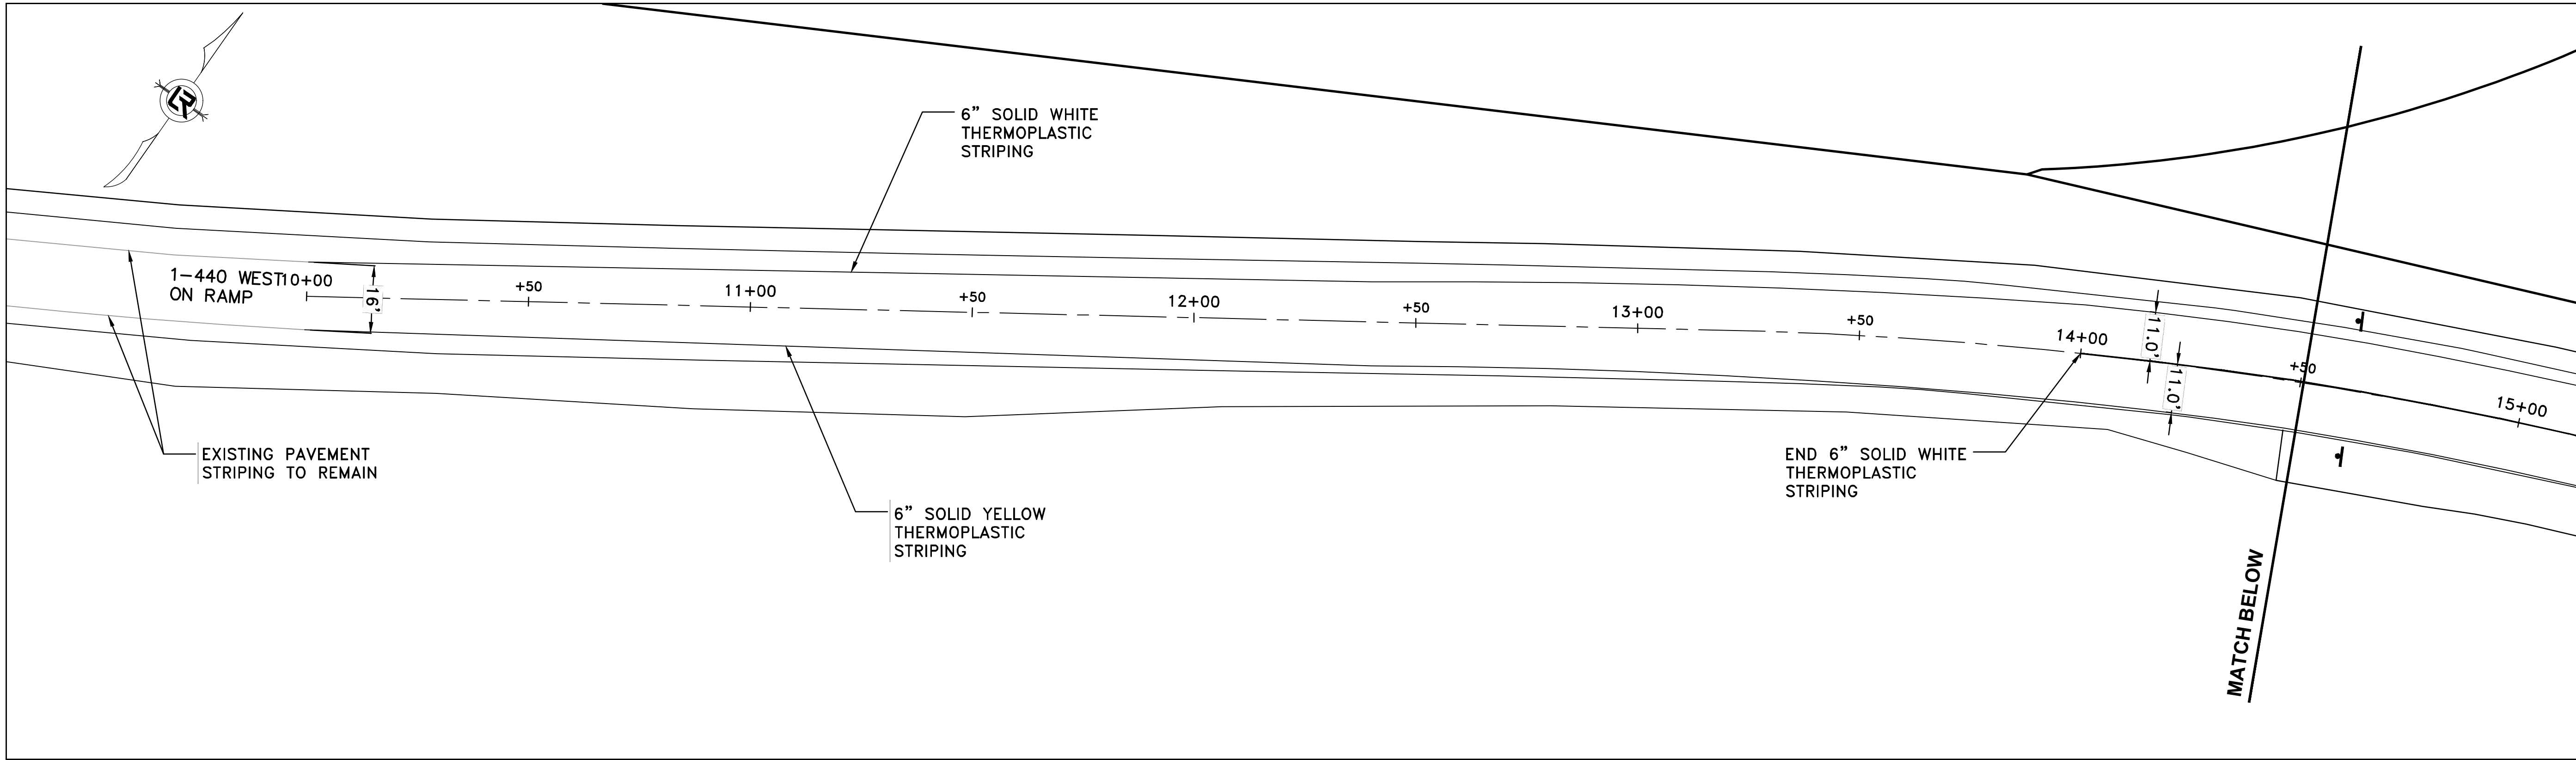 6” SOLID WHITE
THERMOPLASTIC
STRIPING
1-440 WEST
ON RAMP
10+00
16'
+50
11+00
+50
12+00
+50
13+00
+50
14+00
11.0'
11.0'
+50
15+00
EXISTING PAVEMENT
STRIPING TO REMAIN
6” SOLID YELLOW
THERMOPLASTIC
STRIPING
END 6” SOLID WHITE
THERMOPLASTIC
STRIPING
MATCH BELOW